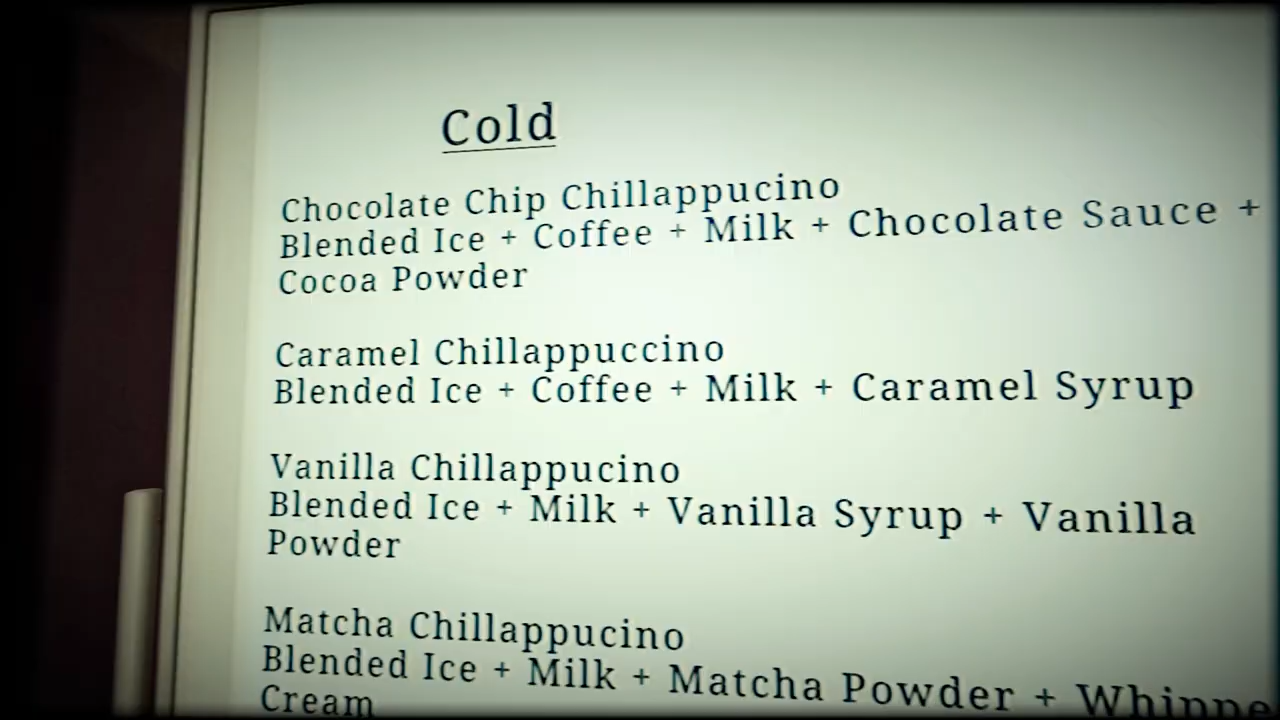 Cold
Chocolate Chip Chillappucino
Blended Ice + Coffee + Milk + Chocolate Sauce +
Cocoa Powder
Caramel Chillappuccino
Blended Ice + Coffee + Milk + Caramel Syrup
Vanilla Chillappucino
Blended Ice + Milk + Vanilla Syrup + Vanilla
Powder
Matcha Chillappucino
Blended Ice + Milk + Matcha Powder + Whippe
Cream